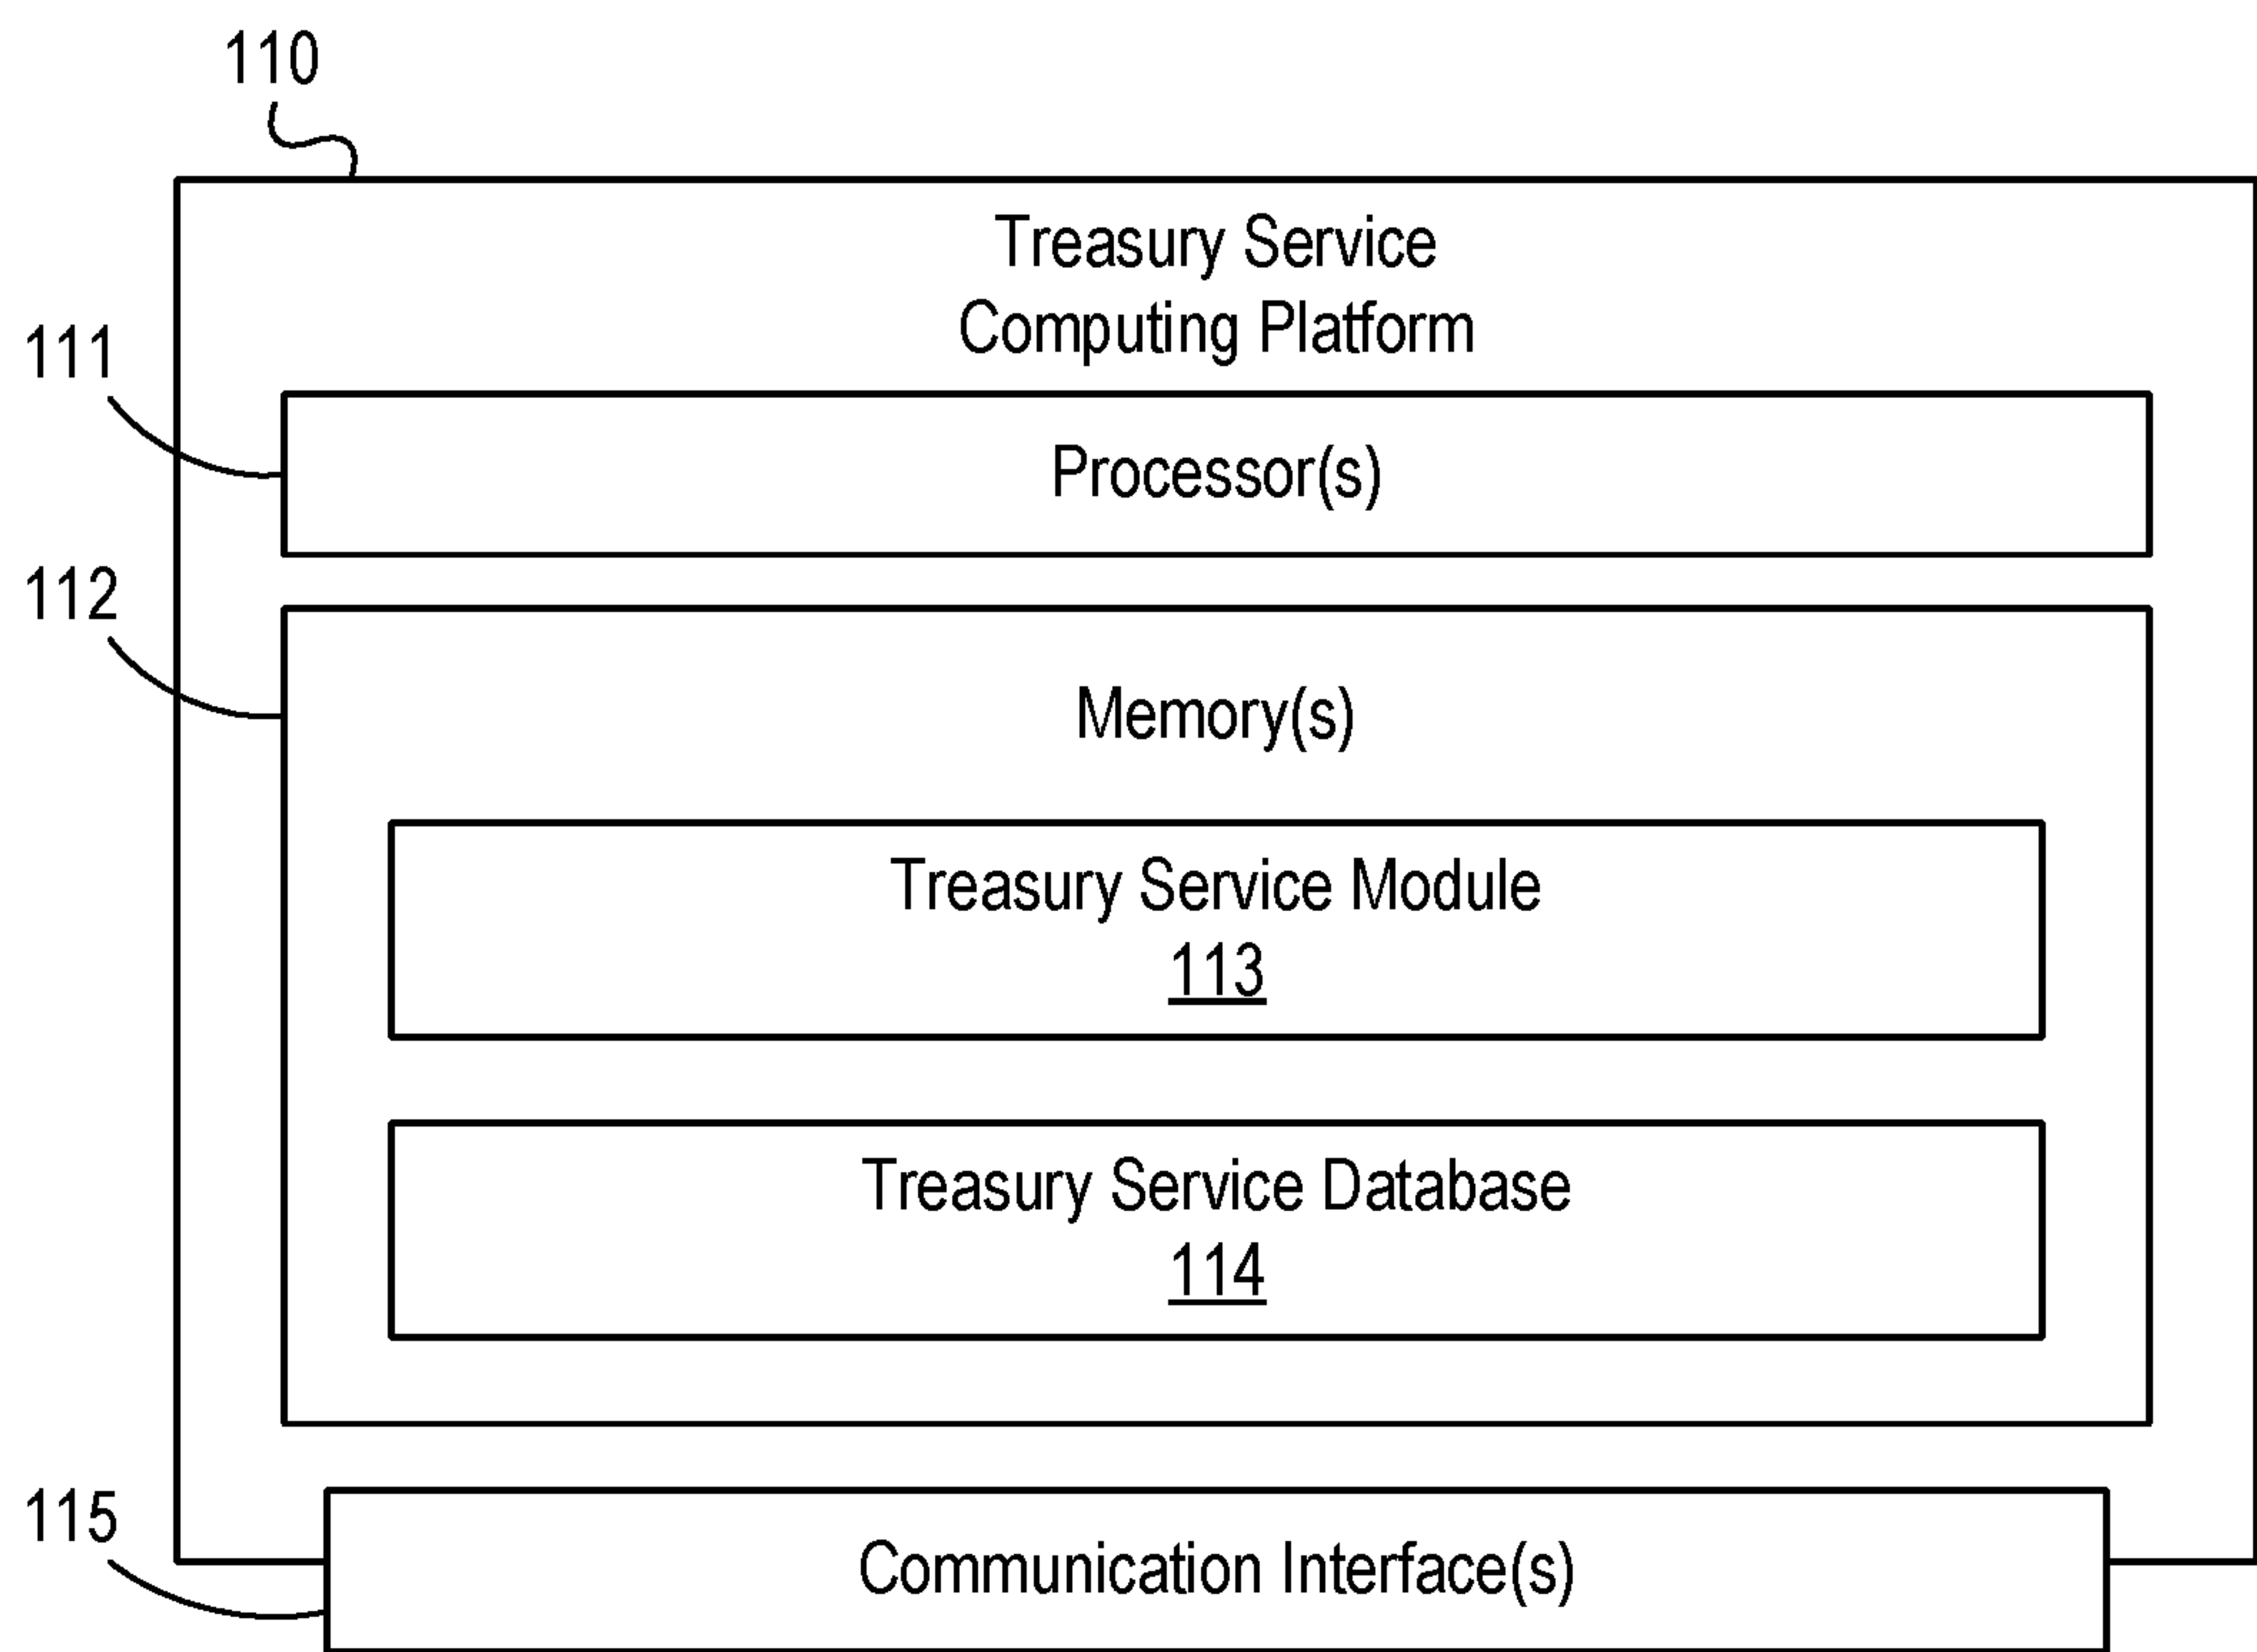 110
Treasury Service
Computing Platform
111
Processor(s)
112
Memory(s)
Treasury Service Module
113
Treasury Service Database
114
115
Communication Interface(s)